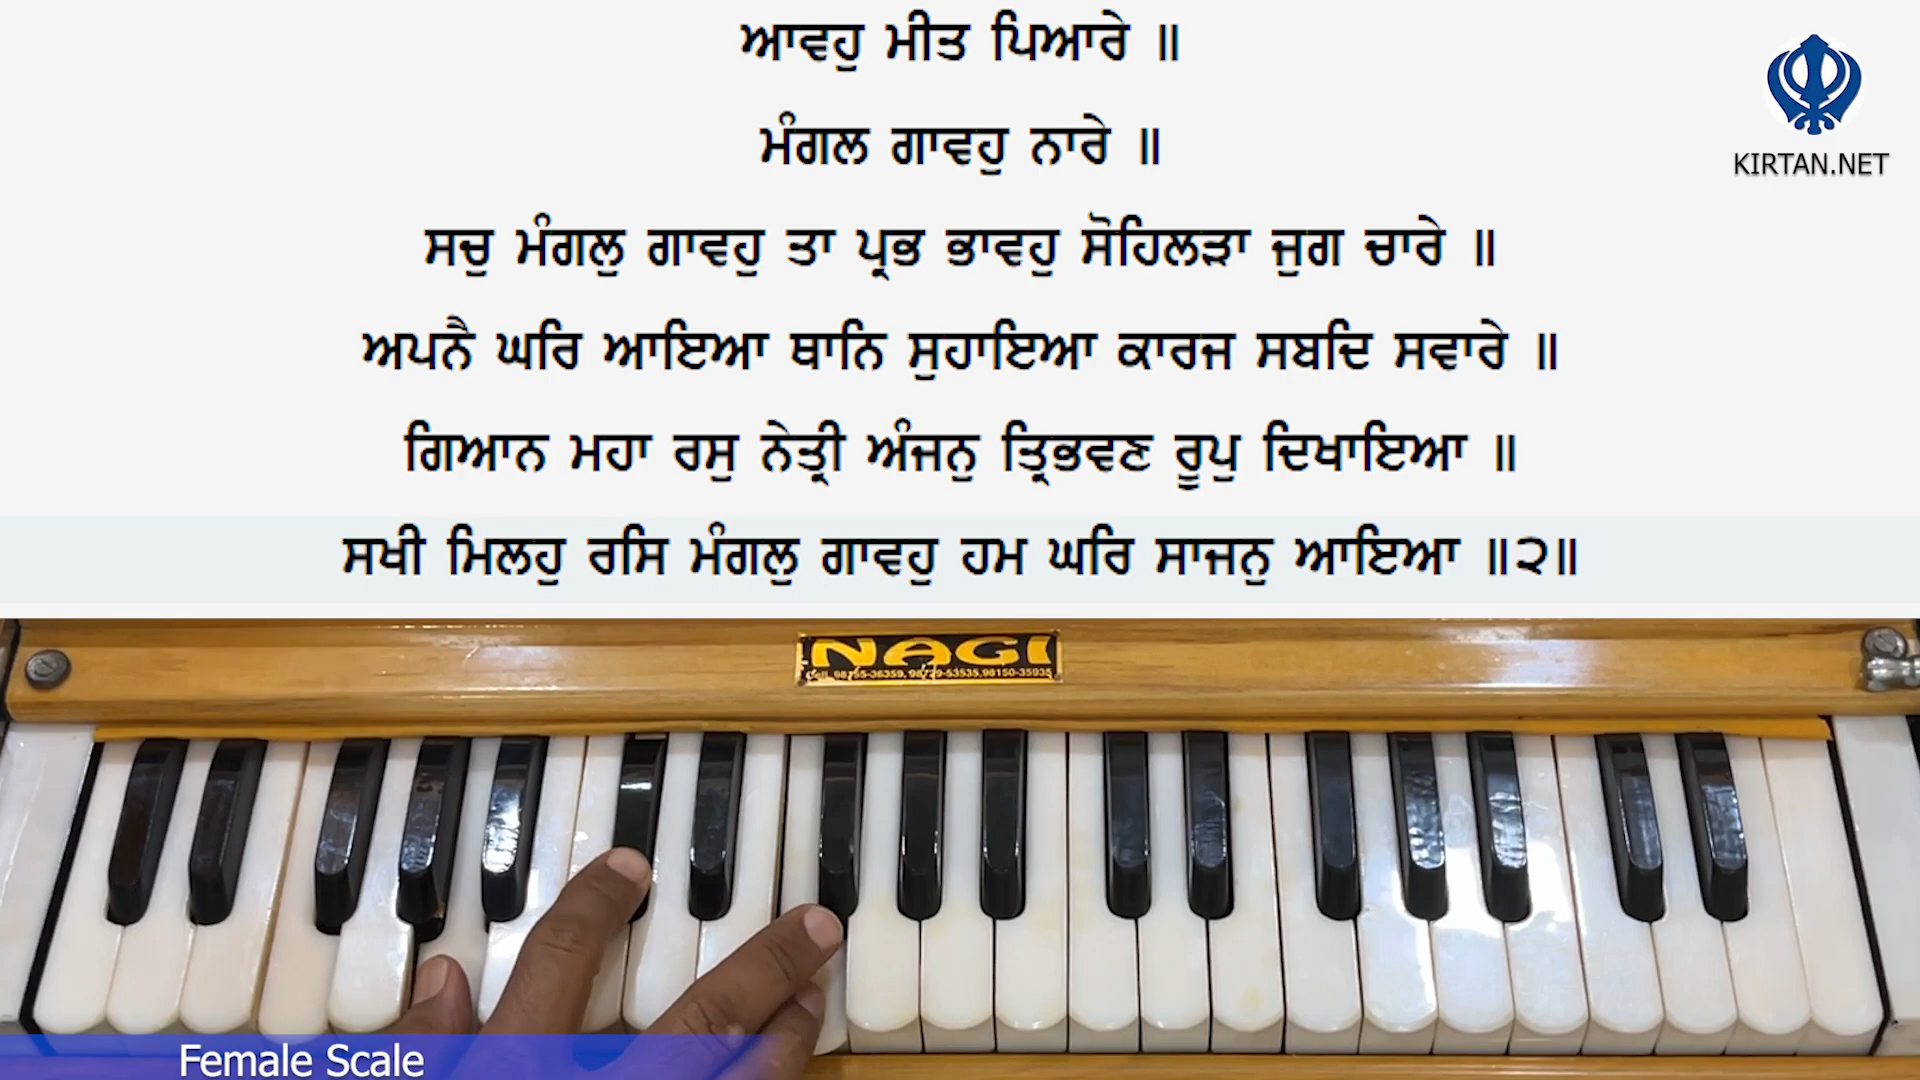 ਆਵਹੁ ਮੀਤ ਪਿਆਰੇ ॥
ਮੰਗਲ ਗਾਵਹੁ ਨਾਰੇ ॥
ਸਚੁ ਮੰਗਲੁ ਗਾਵਹੁ ਤਾ ਪ੍ਰਭ ਭਾਵਹੁ ਸੋਹਿਲੜਾ ਜੁਗ ਚਾਰੇ ॥
ਅਪਨੈ ਘਰਿ ਆਇਆ ਥਾਨਿ ਸੁਹਾਇਆ ਕਾਰਜ ਸਬਦਿ ਸਵਾਰੇ ॥
ਗਿਆਨ ਮਹਾ ਰਸੁ ਨੇਤ੍ਰੀ ਅੰਜਨੁ ਤ੍ਰਿਭਵਣ ਰੂਪੁ ਦਿਖਾਇਆ ॥
ਸਖੀ ਮਿਲਹੁ ਰਸਿ ਮੰਗਲੁ ਗਾਵਹੁ ਹਮ ਘਰਿ ਸਾਜਨੁ ਆਇਆ ॥੨॥
KIRTAN.NET
NAGI
Female Scale